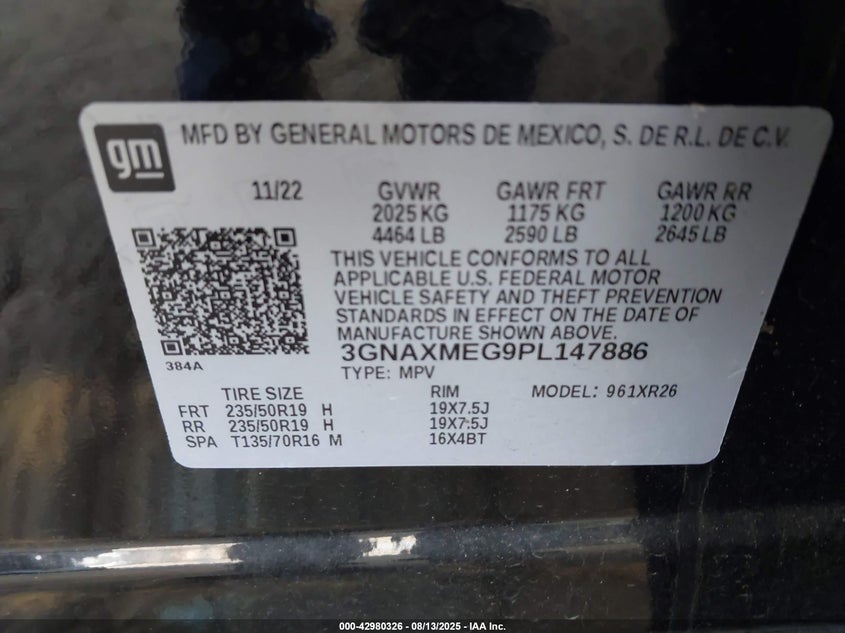 gm
MFD BY GENERAL MOTORS DE MEXICO, S. DE R.L. DE C.V.
11/22 GVWR GAWR FRT GAWR RR
2025 KG 1175 KG 1200 KG
4464 LB 2590 LB 2645 LB
THIS VEHICLE CONFORMS TO ALL
APPLICABLE U.S. FEDERAL MOTOR
VEHICLE SAFETY AND THEFT PREVENTION
STANDARDS IN EFFECT ON THE DATE OF
MANUFACTURE SHOWN ABOVE.
384A
3GNAXMEG9PL147886
TYPE: MPV
TIRE SIZE RIM MODEL: 961XR26
FRT 235/50R19 H 19X7.5J
RR 235/50R19 H 19X7.5J
SPA T135/70R16 M 16X4BT
000-42980326 - 08/13/2025 - IAA Inc.